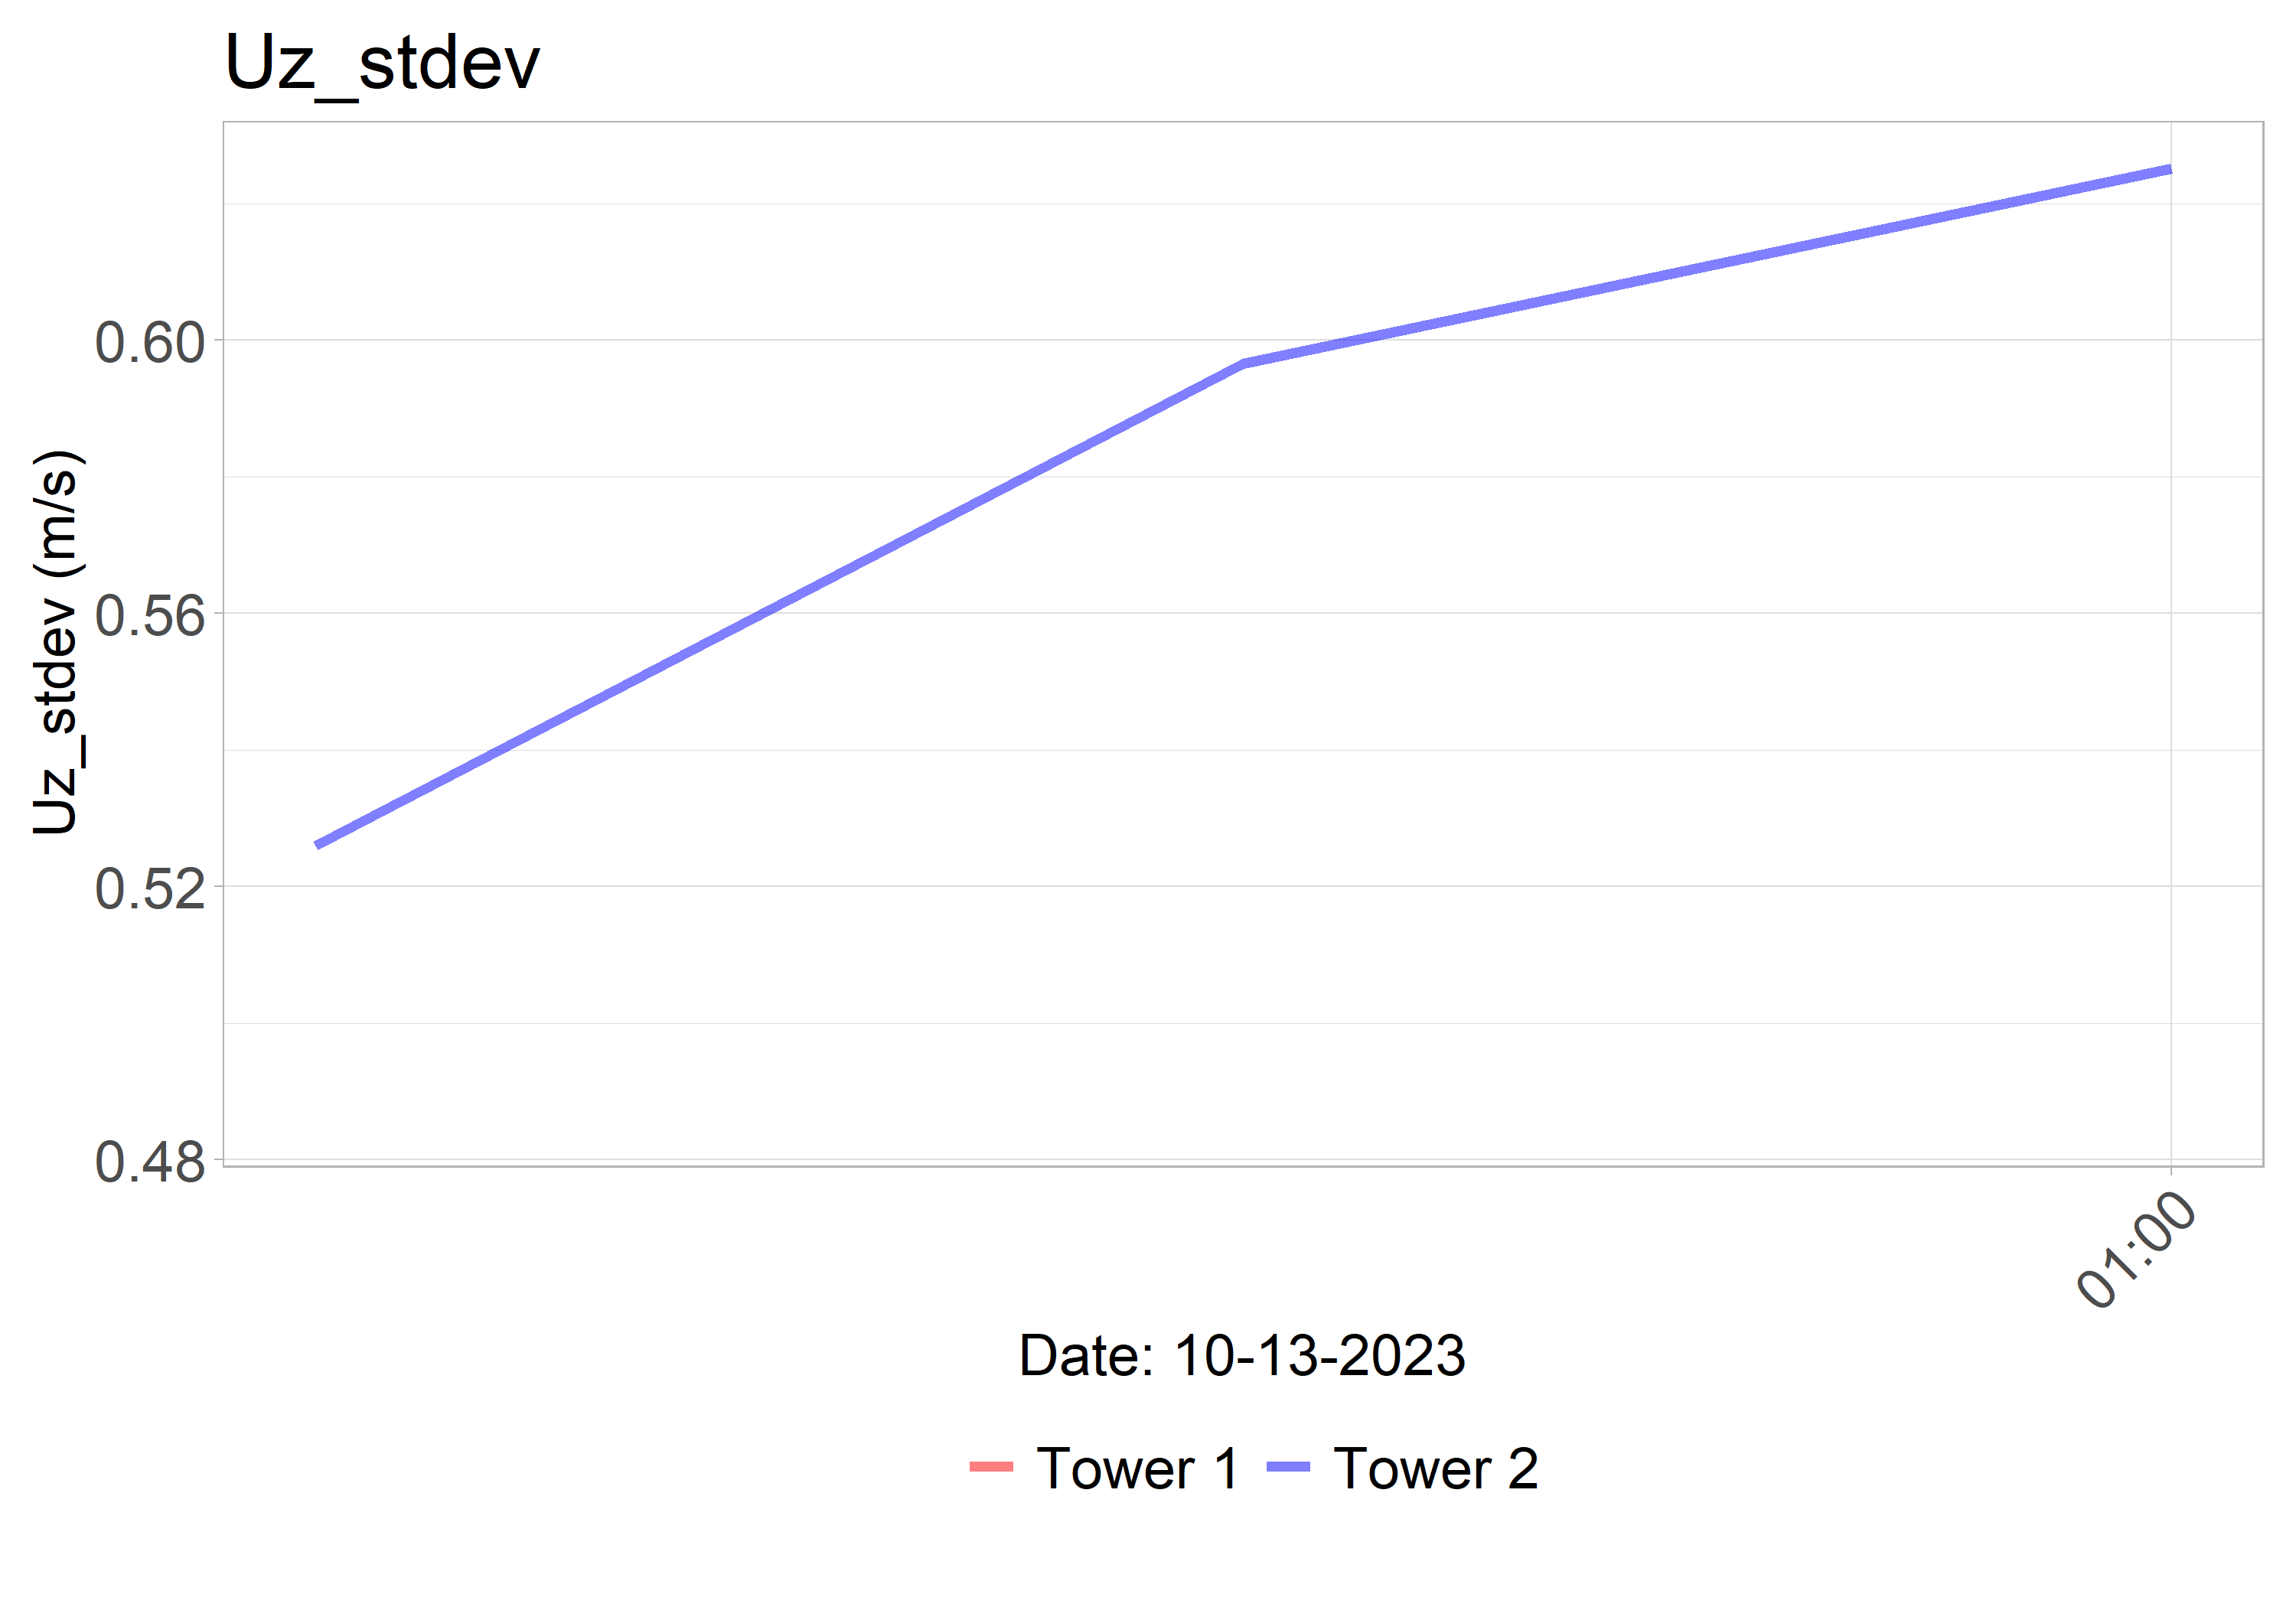 Uz_stdev
Uz_stdev (m/s)
0.60
0.56
0.52
0.48
01:00
Date: 10-13-2023
Tower 1 Tower 2